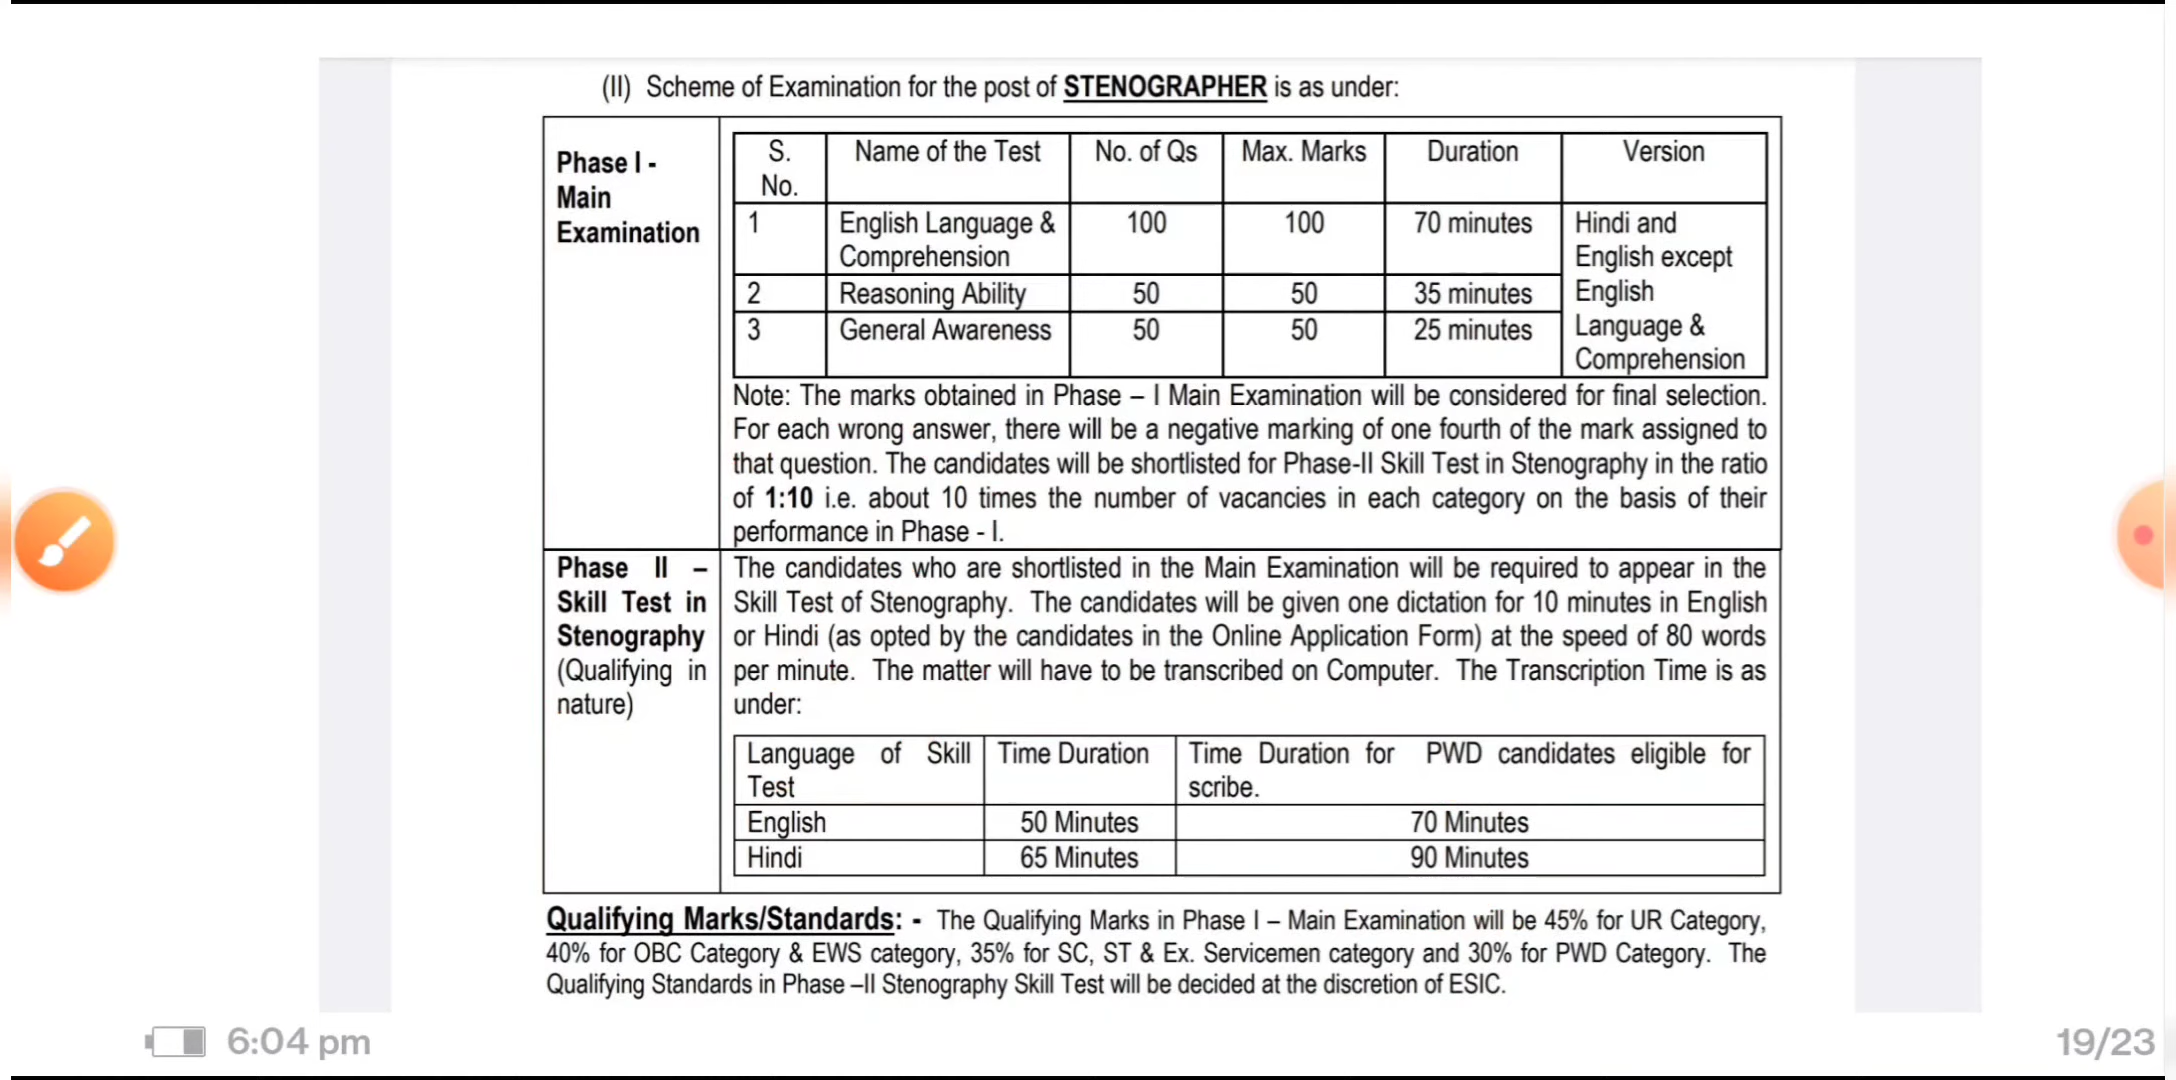 (II) Scheme of Examination for the post of STENOGRAPHER is as under:
Phase I -
Main
Examination
S.
No.
Name of the Test
No. of Qs
Max. Marks
Duration
Version
1
English Language &
Comprehension
100
100
70 minutes
Hindi and
English except
English
Language &
Comprehension
2
Reasoning Ability
50
50
35 minutes
3
General Awareness
50
50
25 minutes
Note: The marks obtained in Phase – I Main Examination will be considered for final selection.
For each wrong answer, there will be a negative marking of one fourth of the mark assigned to
that question. The candidates will be shortlisted for Phase-II Skill Test in Stenography in the ratio
of 1:10 i.e. about 10 times the number of vacancies in each category on the basis of their
performance in Phase - I.
Phase II –
Skill Test in
Stenography
(Qualifying in
nature)
The candidates who are shortlisted in the Main Examination will be required to appear in the
Skill Test of Stenography. The candidates will be given one dictation for 10 minutes in English
or Hindi (as opted by the candidates in the Online Application Form) at the speed of 80 words
per minute. The matter will have to be transcribed on Computer. The Transcription Time is as
under:
Language of Skill
Test
Time Duration
Time Duration for PWD candidates eligible for
scribe.
English
50 Minutes
70 Minutes
Hindi
65 Minutes
90 Minutes
Qualifying Marks/Standards: - The Qualifying Marks in Phase I – Main Examination will be 45% for UR Category,
40% for OBC Category & EWS category, 35% for SC, ST & Ex. Servicemen category and 30% for PWD Category. The
Qualifying Standards in Phase –II Stenography Skill Test will be decided at the discretion of ESIC.
6:04 pm
19/23